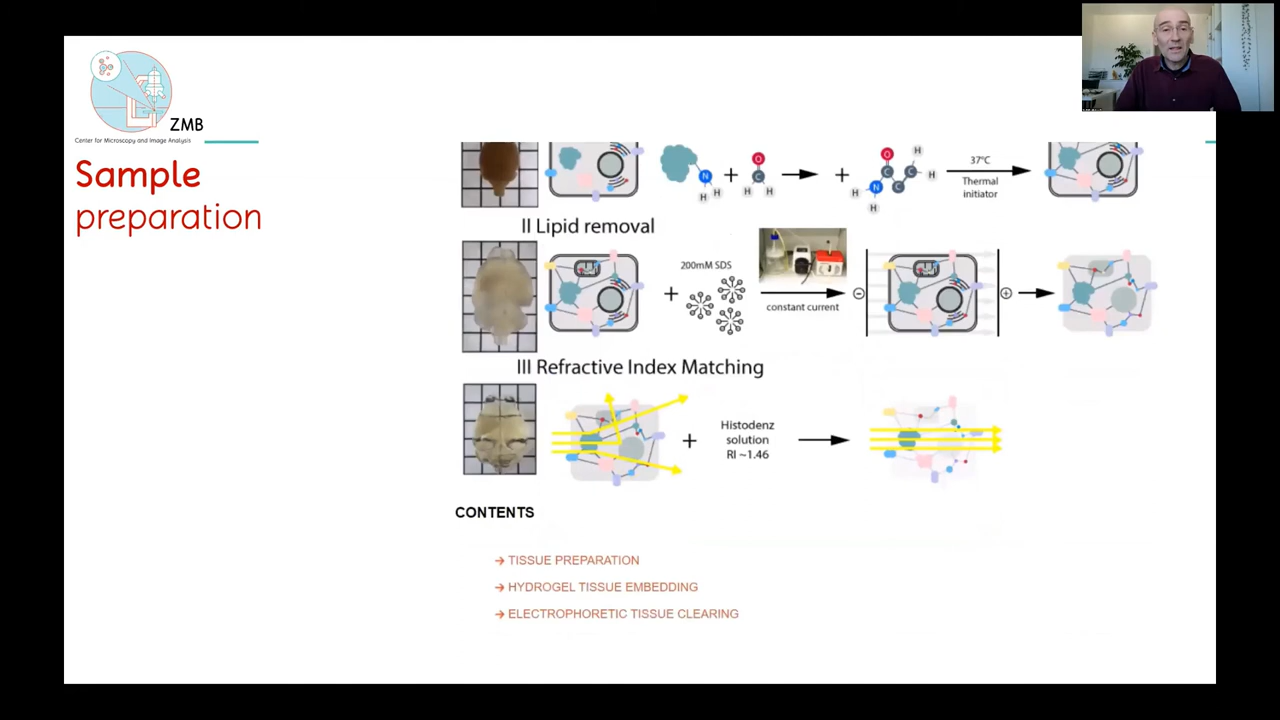 ZMB
Center for Microscopy and Image Analysis
Sample
preparation
N
H
H
+
O
C
H
H
+
O
H
C
C
H
H
N
C
H
37°C
Thermal
initiator
II Lipid removal
+
200mM SDS
constant current
III Refractive Index Matching
+
Histodenz
solution
RI ~1.46
CONTENTS
→ TISSUE PREPARATION
→ HYDROGEL TISSUE EMBEDDING
→ ELECTROPHORETIC TISSUE CLEARING